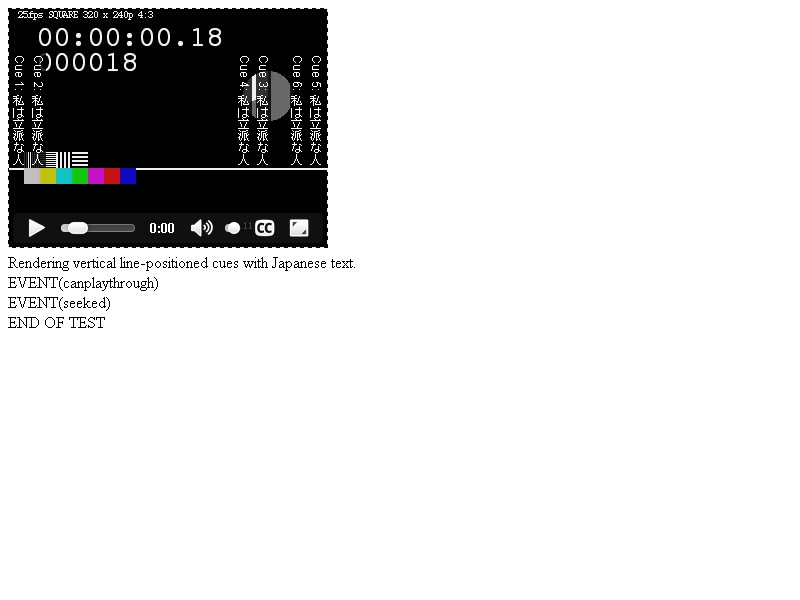 25fps SQUARE 320 x 240p 4:3
00:00:00.18
000018
Cue 1: 私は立派な人
Cue 2: 私は立派な人
Cue 4: 私は立派な人
Cue 3: 私は立派な人
Cue 6: 私は立派な人
Cue 5: 私は立派な人
0:00
11
CC
Rendering vertical line-positioned cues with Japanese text.
EVENT(canplaythrough)
EVENT(seeked)
END OF TEST